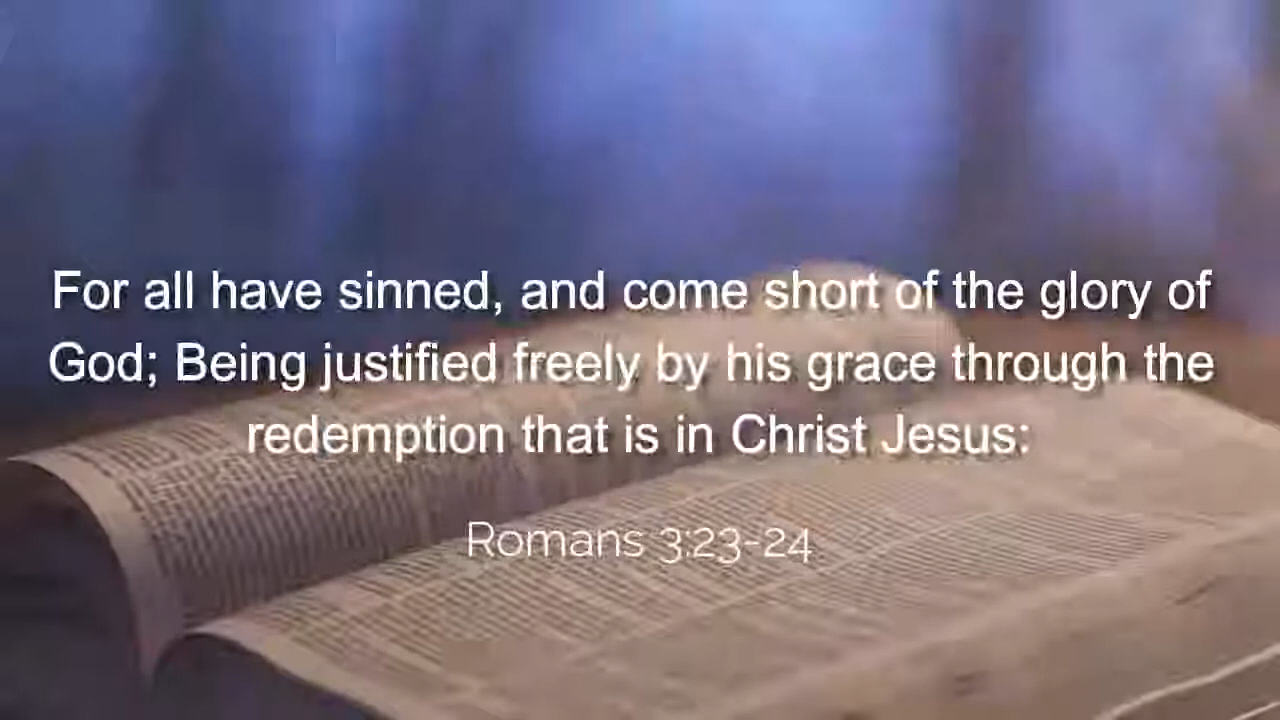 For all have sinned, and come short of the glory of
God; Being justified freely by his grace through the
redemption that is in Christ Jesus:
Romans 3:23-24